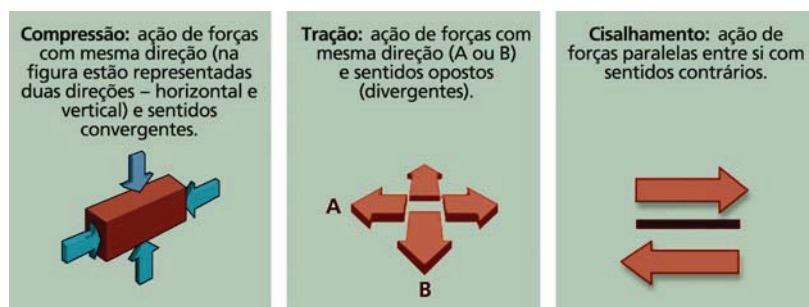 Compressão: ação de forças
com mesma direção (na
figura estão representadas
duas direções – horizontal e
vertical) e sentidos
convergentes.
Tração: ação de forças com
mesma direção (A ou B)
e sentidos opostos
(divergentes).
A
B
Cisalhamento: ação de
forças paralelas entre si com
sentidos contrários.